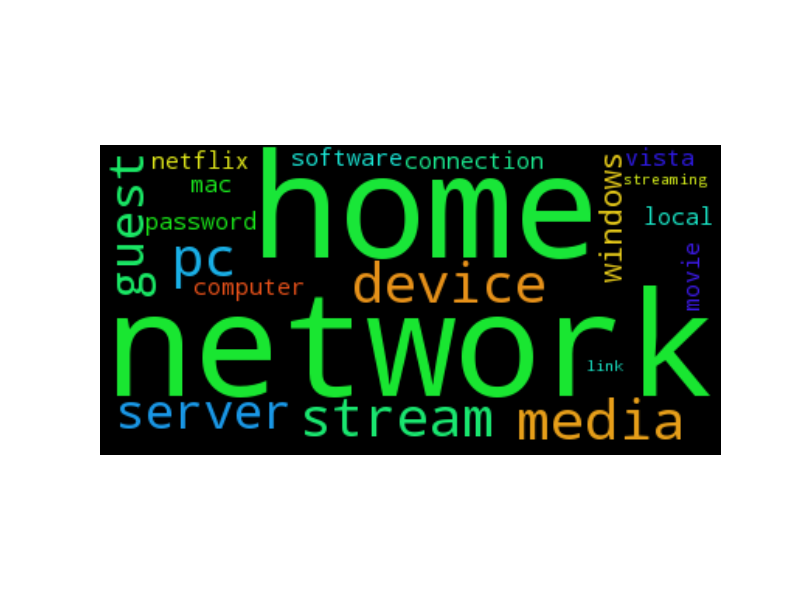 netflix
software
connection
windows
vista
streaming
mac
guest
home
password
local
pc
computer
device
movie
network
link
server
stream
media